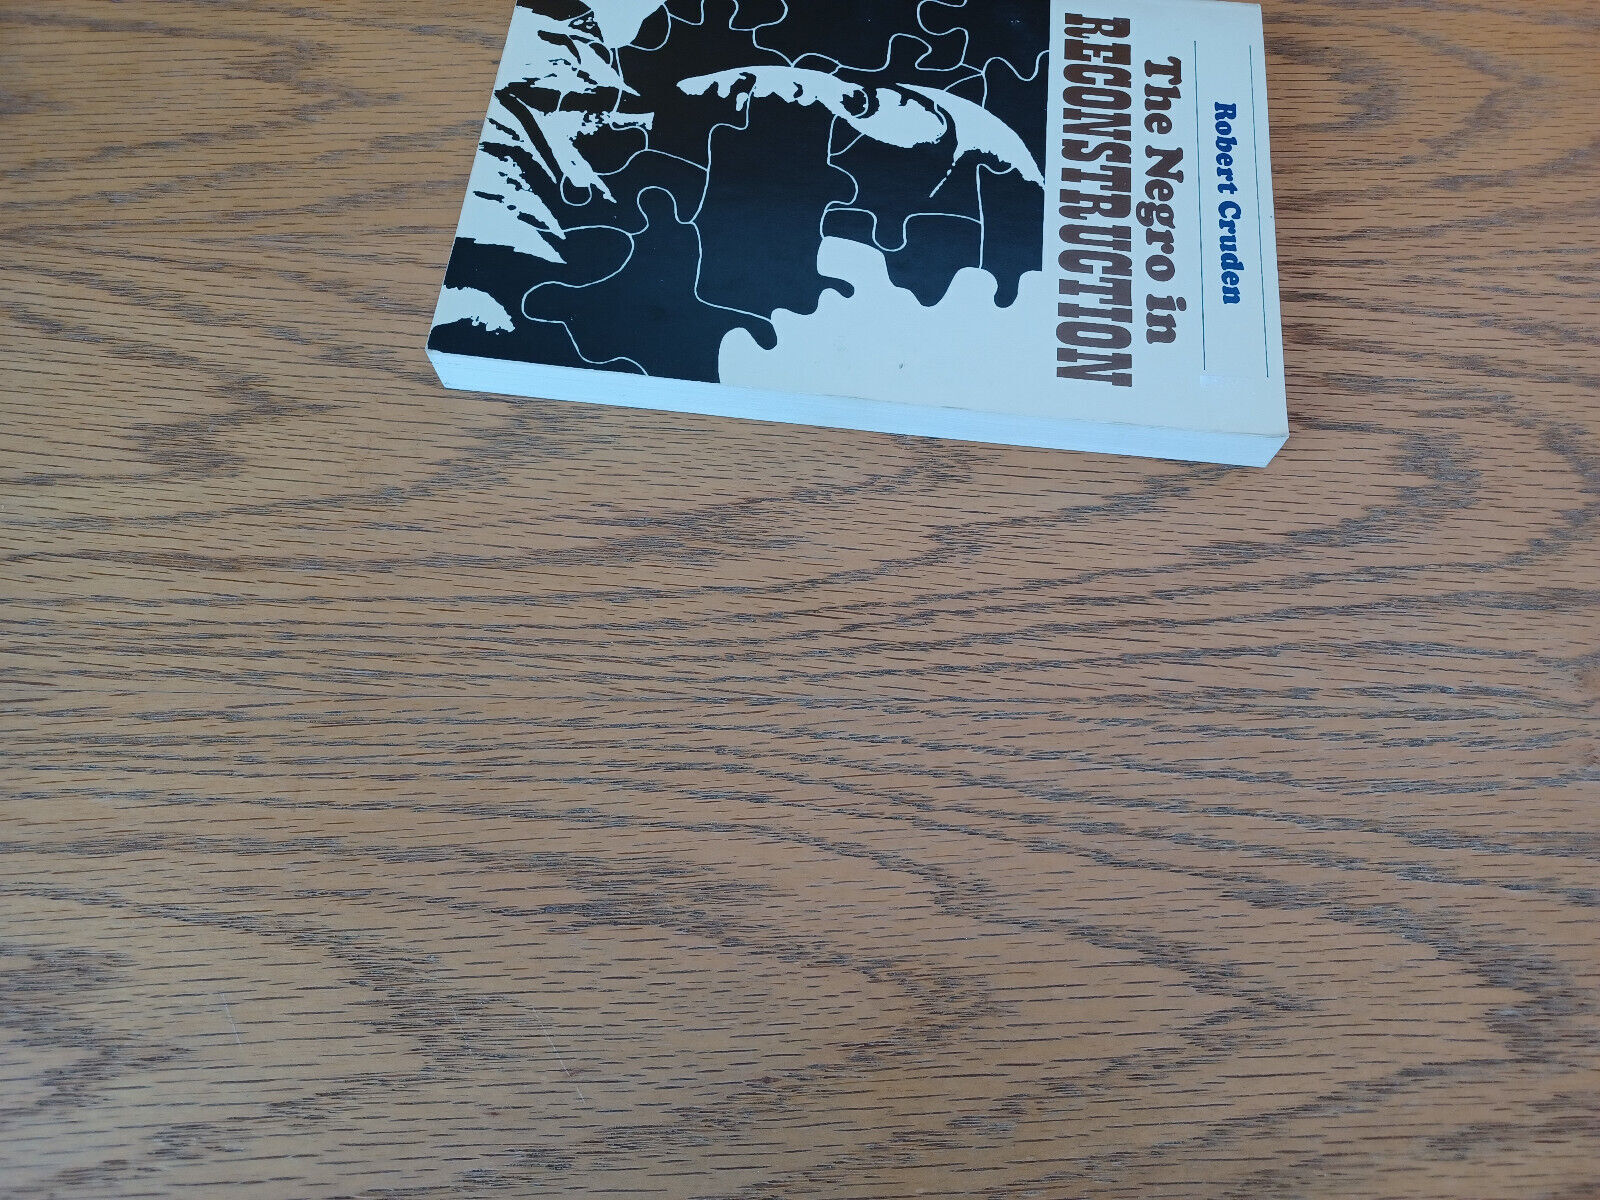 Robert Cruden
The Negro in
RECONSTRUCTION